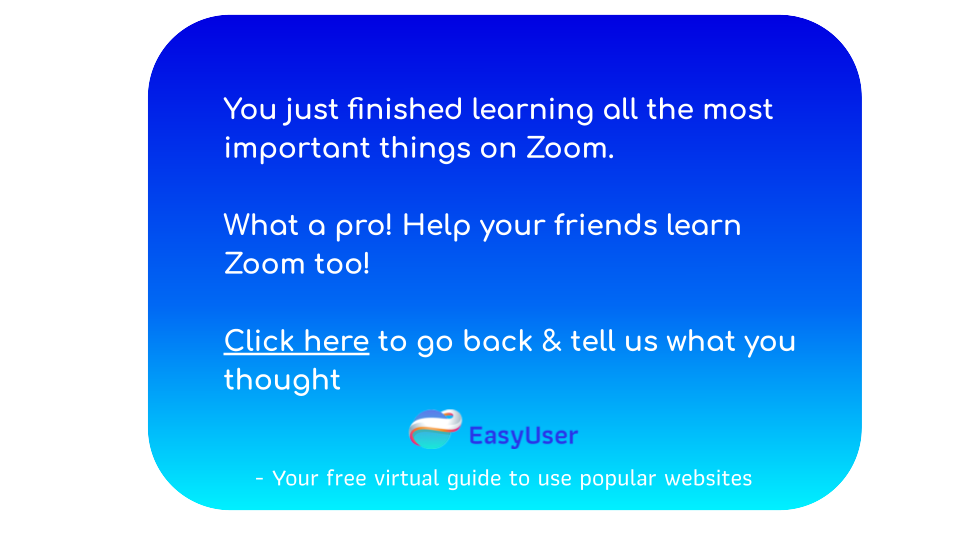 You just finished learning all the most
important things on Zoom.
What a pro! Help your friends learn
Zoom too!
Click here to go back & tell us what you
thought
EasyUser
- Your free virtual guide to use popular websites